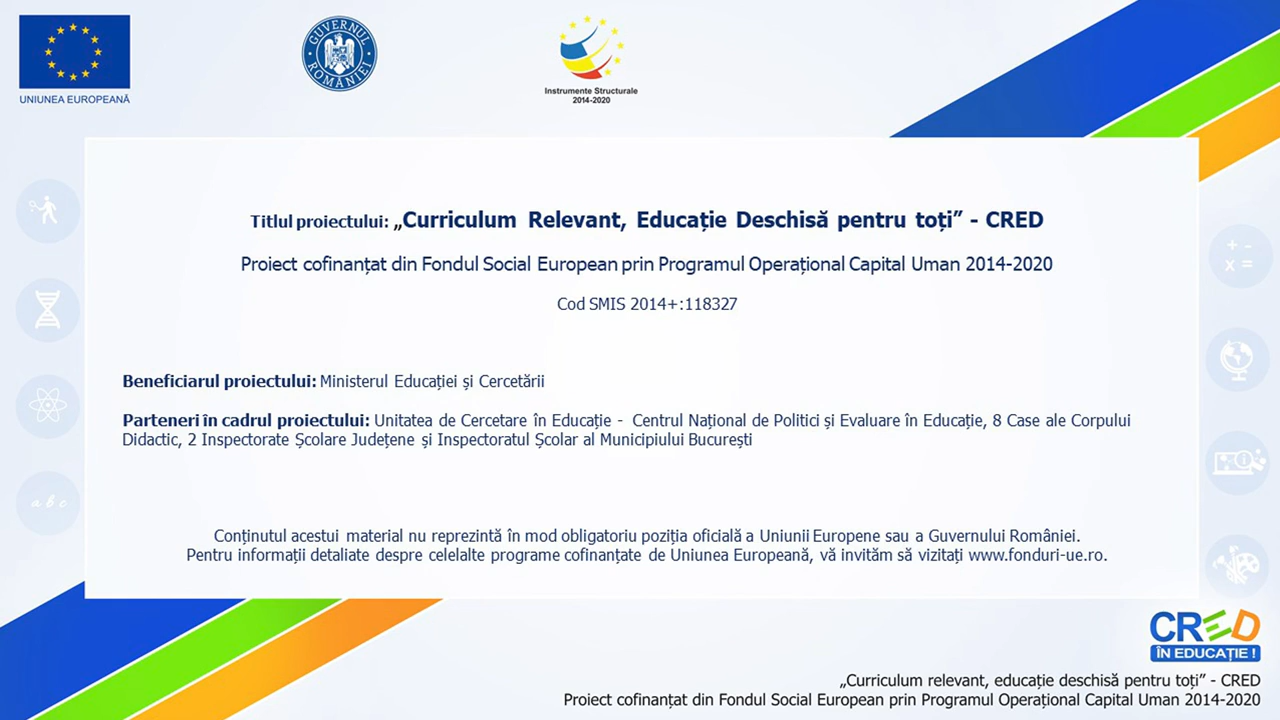 UNIUNEA EUROPEANĂ
GUVERNUL ROMÂNIEI
Instrumente Structurale
2014-2020
Titlul proiectului: „Curriculum Relevant, Educație Deschisă pentru toți” - CRED
Proiect cofinanțat din Fondul Social European prin Programul Operațional Capital Uman 2014-2020
Cod SMIS 2014+:118327
Beneficiarul proiectului: Ministerul Educației și Cercetării
Parteneri în cadrul proiectului: Unitatea de Cercetare în Educație - Centrul Național de Politici și Evaluare în Educație, 8 Case ale Corpului
Didactic, 2 Inspectorate Școlare Județene și Inspectoratul Școlar al Municipiului București
a b c
Conținutul acestui material nu reprezintă în mod obligatoriu poziția oficială a Uniunii Europene sau a Guvernului României.
Pentru informații detaliate despre celelalte programe cofinanțate de Uniunea Europeană, vă invităm să vizitați www.fonduri-ue.ro.
CRED
ÎN EDUCAȚIE !
„Curriculum relevant, educație deschisă pentru toți” - CRED
Proiect cofinanțat din Fondul Social European prin Programul Operațional Capital Uman 2014-2020